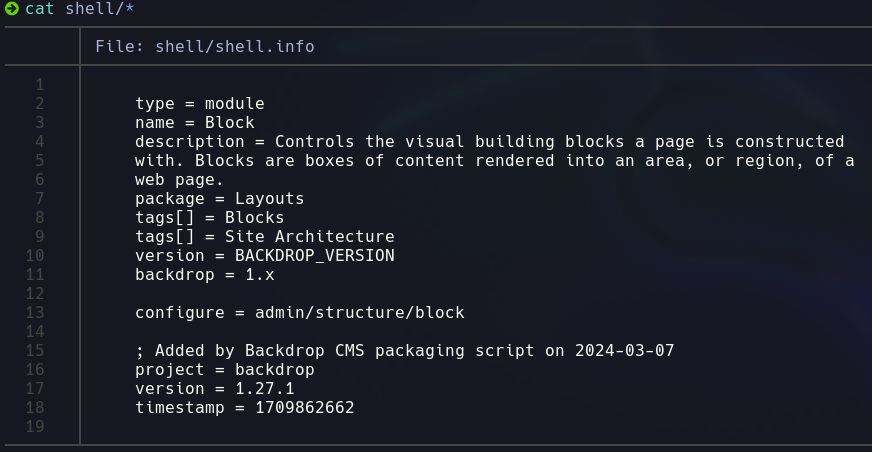 cat shell/*
File: shell/shell.info
1
2 type = module
3 name = Block
4 description = Controls the visual building blocks a page is constructed
5 with. Blocks are boxes of content rendered into an area, or region, of a
6 web page.
7 package = Layouts
8 tags[] = Blocks
9 tags[] = Site Architecture
10 version = BACKDROP_VERSION
11 backdrop = 1.x
12
13 configure = admin/structure/block
14
15 ; Added by Backdrop CMS packaging script on 2024-03-07
16 project = backdrop
17 version = 1.27.1
18 timestamp = 1709862662
19